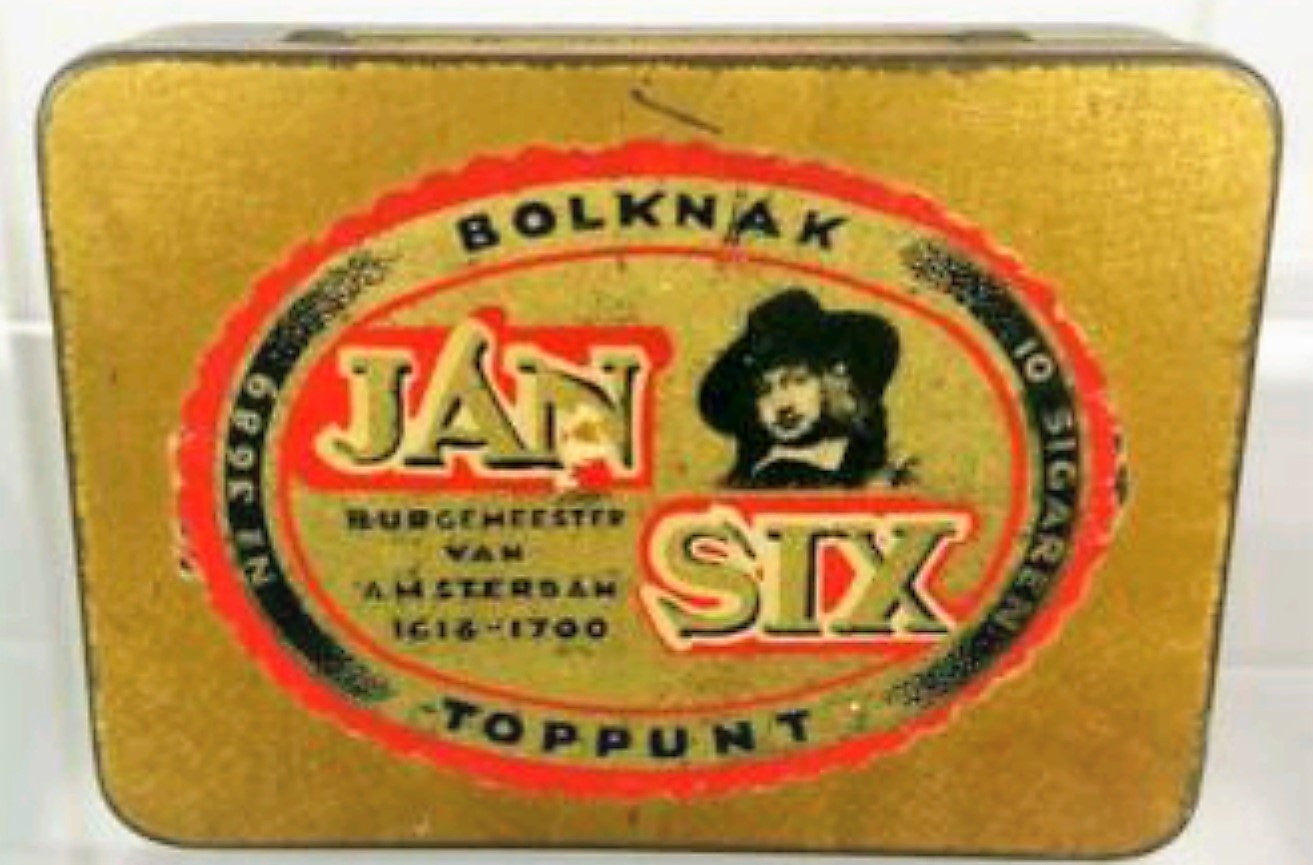 BOLKNAK
JAN
SIX
BURGEMEESTER
VAN
AMSTERDAM
1618-1700
TOPPUNT
Nº 3689
10 SIGAREN